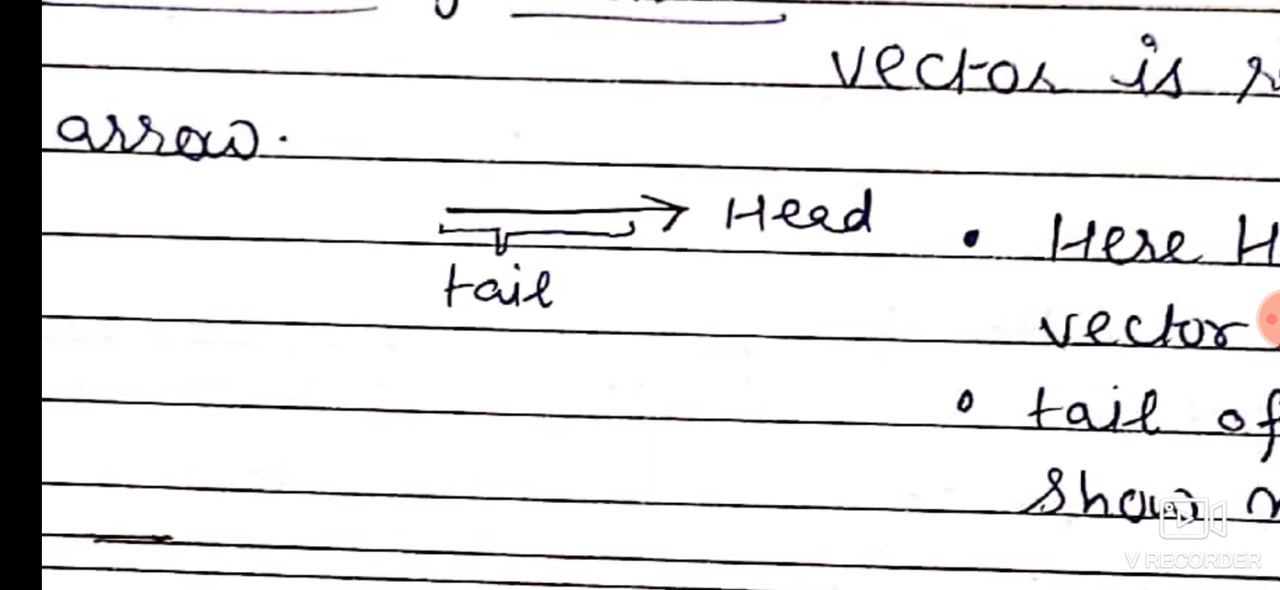 vector is
arrow.
Head
tail
• Here H
vector
• tail of
show
V RECORDER